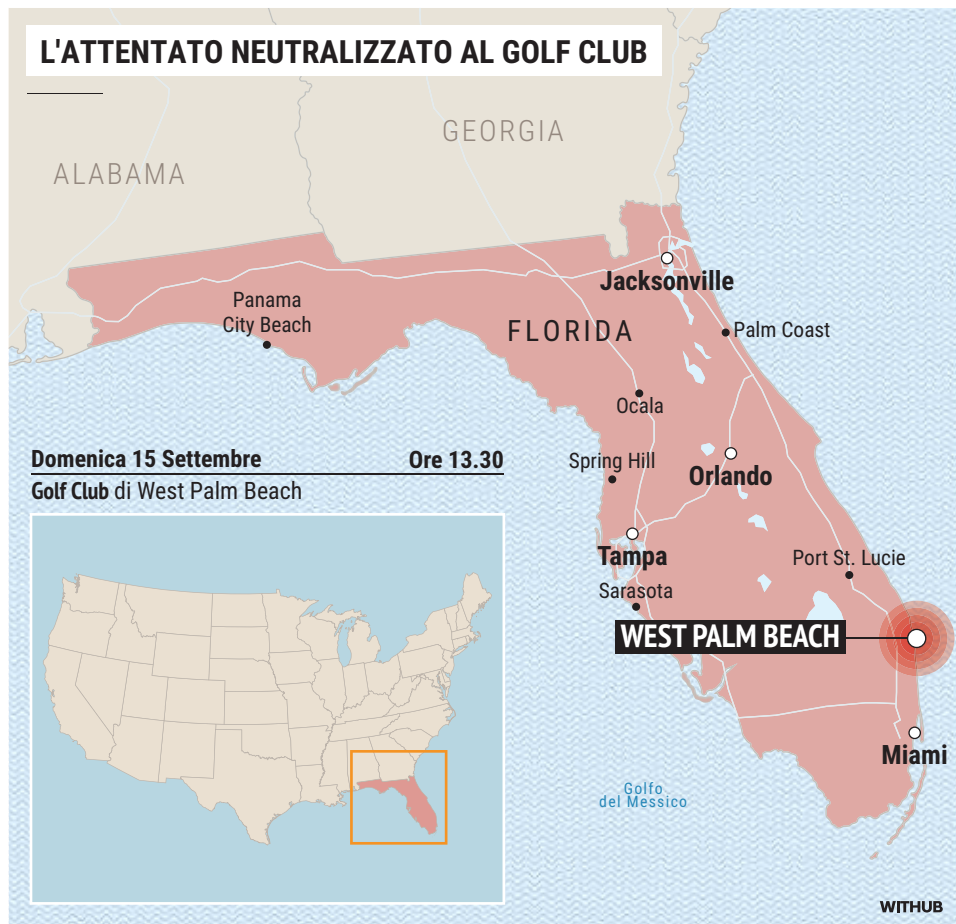 L'ATTENTATO NEUTRALIZZATO AL GOLF CLUB
GEORGIA
ALABAMA
Jacksonville
Panama
City Beach
FLORIDA
Palm Coast
Ocala
Domenica 15 Settembre Ore 13.30
Golf Club di West Palm Beach
Spring Hill
Orlando
Tampa
Port St. Lucie
Sarasota
WEST PALM BEACH
Miami
Golfo
del Messico
WITHUB